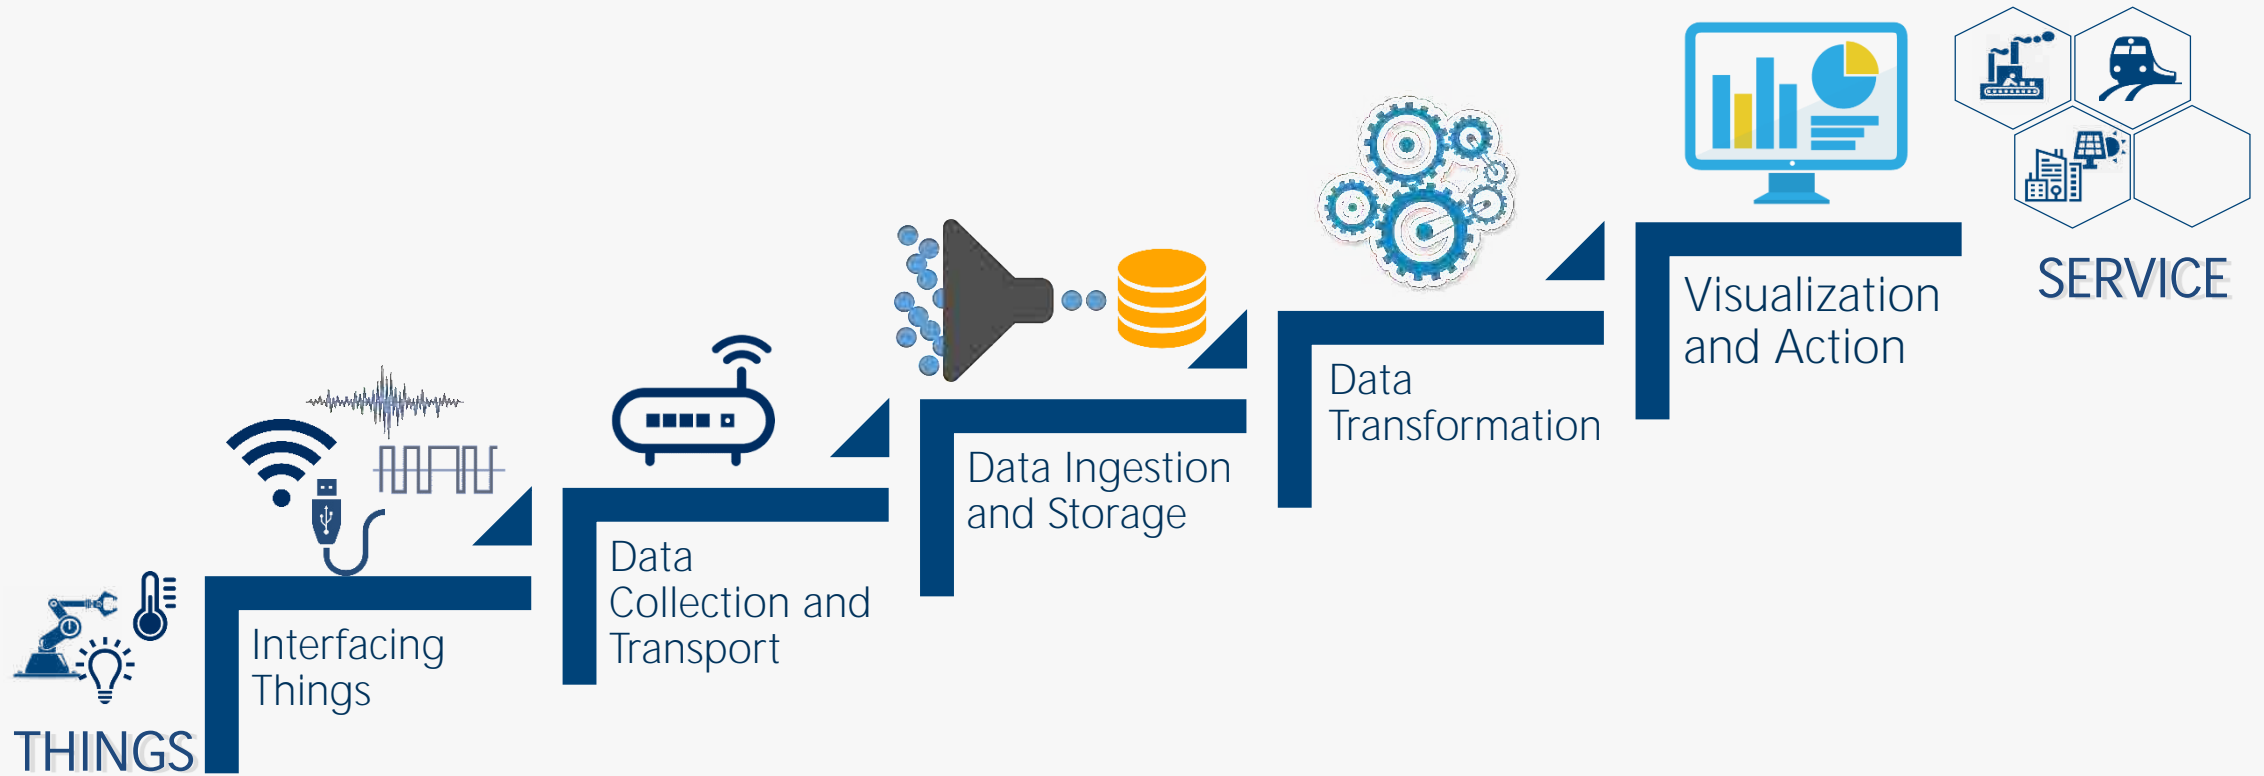 THINGS
Interfacing
Things
Data
Collection and
Transport
Data Ingestion
and Storage
Data
Transformation
Visualization
and Action
SERVICE